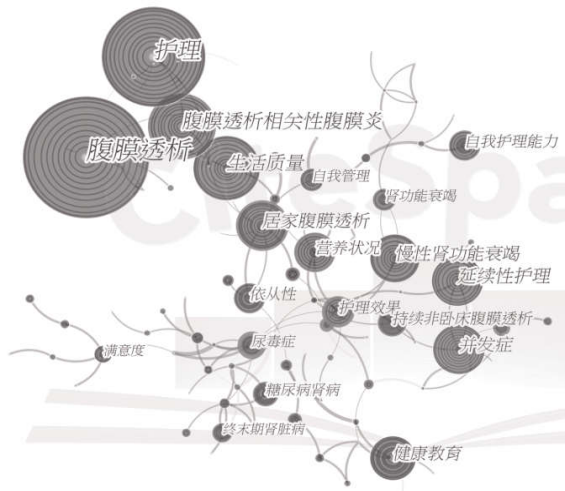 护理
腹膜透析相关性腹膜炎
腹膜透析
生活质量
自我护理能力
自我管理
肾功能衰竭
居家腹膜透析
营养状况
慢性肾功能衰竭
延续性护理
依从性
护理效果
持续非卧床腹膜透析
尿毒症
满意度
并发症
糖尿病肾病
终末期肾脏病
健康教育
CiteSpa